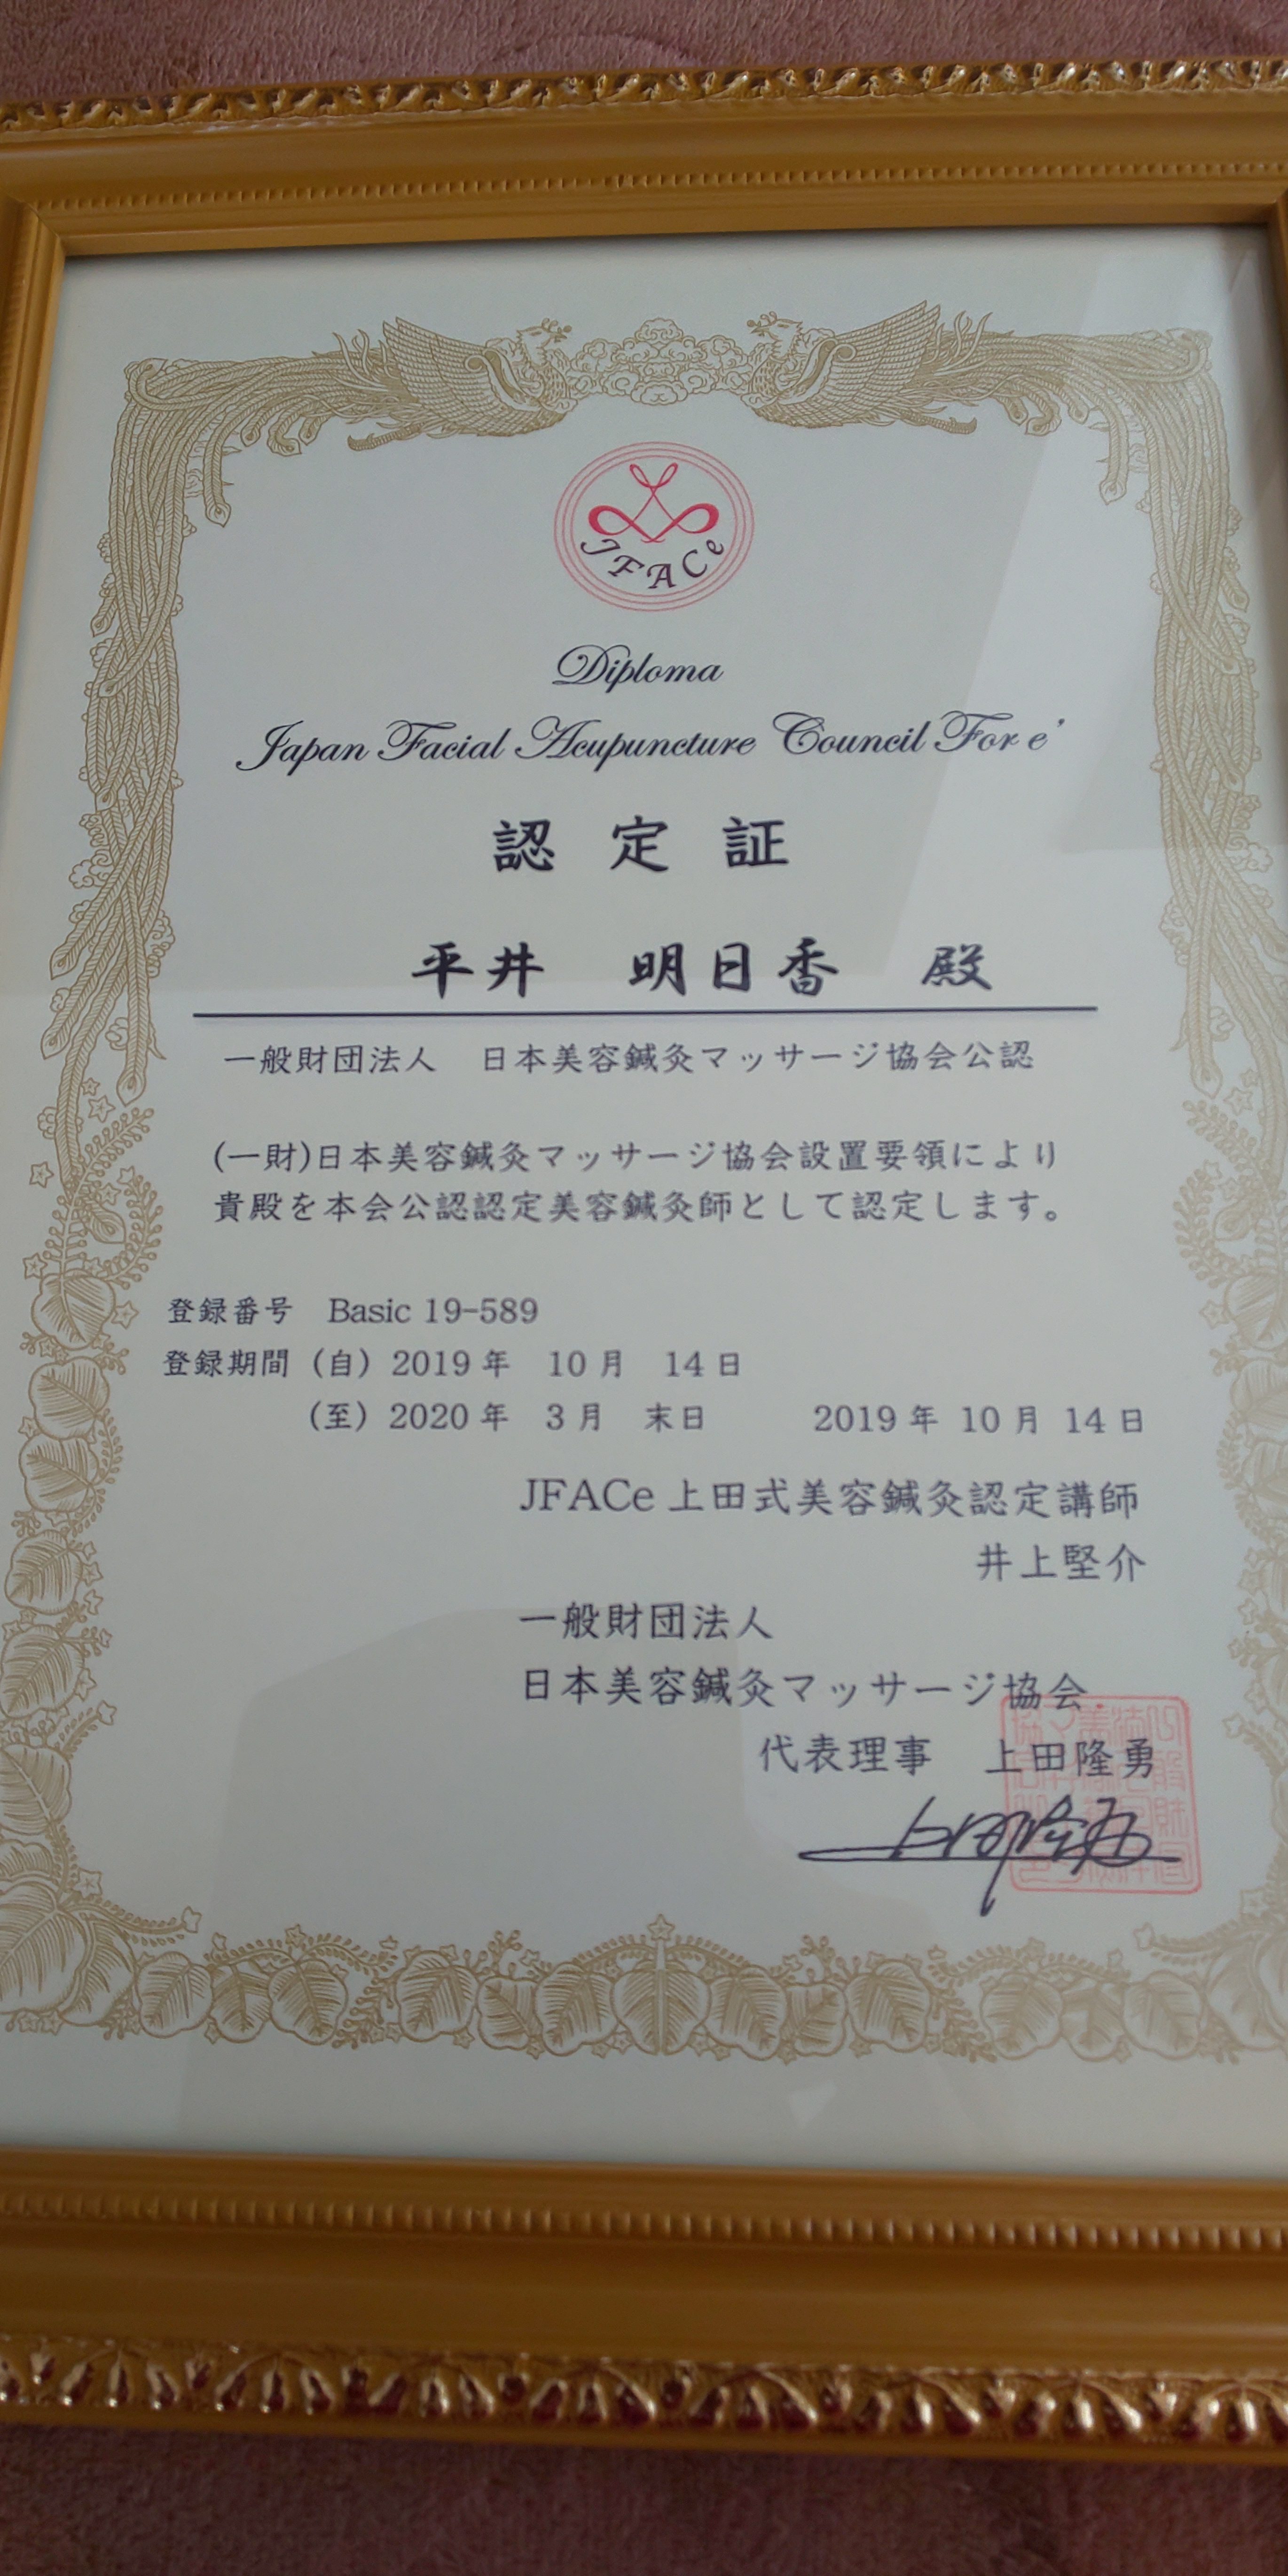 JFACe
Diploma
Japan Facial Acupuncture Council For e'
認定証
平井 明日香 殿
一般財団法人 日本美容鍼灸マッサージ協会公認
(一財)日本美容鍼灸マッサージ協会設置要領により
貴殿を本会公認認定美容鍼灸師として認定します。
登録番号 Basic 19-589
登録期間 (自) 2019年 10月 14日
(至) 2020年 3月 末日 2019年 10月 14日
JFACe 上田式美容鍼灸認定講師
井上堅介
一般財団法人
日本美容鍼灸マッサージ協会
代表理事 上田隆勇
上田隆勇